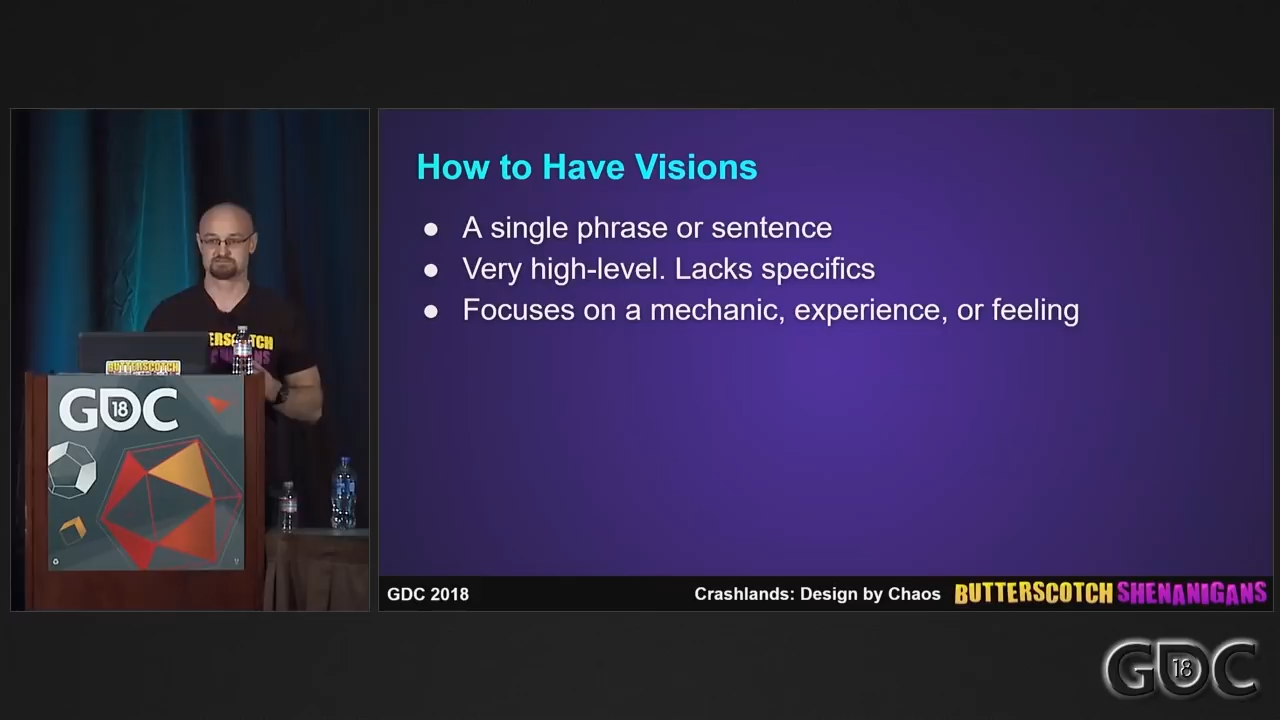 How to Have Visions
● A single phrase or sentence
● Very high-level. Lacks specifics
● Focuses on a mechanic, experience, or feeling
BUTTERSCOTCH
GDC 18
GDC 2018
Crashlands: Design by Chaos
BUTTERSCOTCH SHENANIGANS
GDC 18